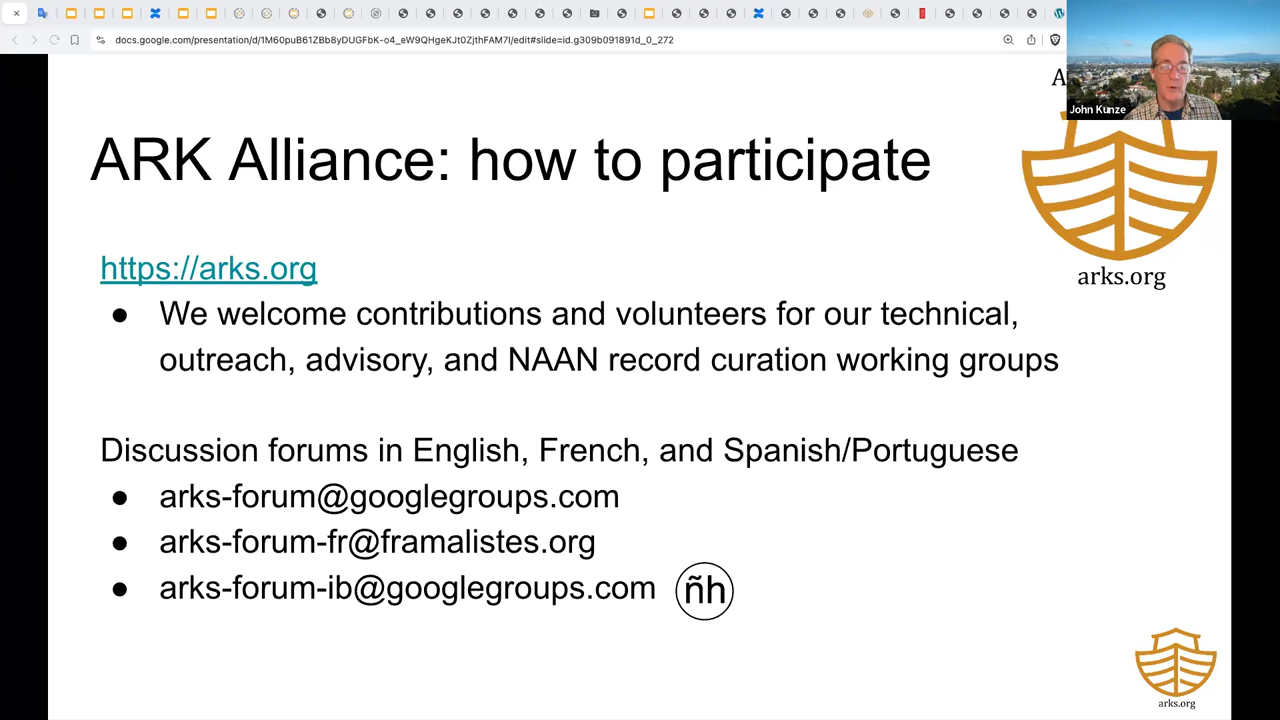 docs.google.com/presentation/d/1M60puB61ZBb8yDUGFbK-o4_eW9QHgeKJt0ZjthFAM7I/edit#slide=id.g309b091891d_0_272
John Kunze
A
ARK Alliance: how to participate
arks.org
https://arks.org
● We welcome contributions and volunteers for our technical,
outreach, advisory, and NAAN record curation working groups
Discussion forums in English, French, and Spanish/Portuguese
● arks-forum@googlegroups.com
● arks-forum-fr@framalistes.org
● arks-forum-ib@googlegroups.com ñh
arks.org